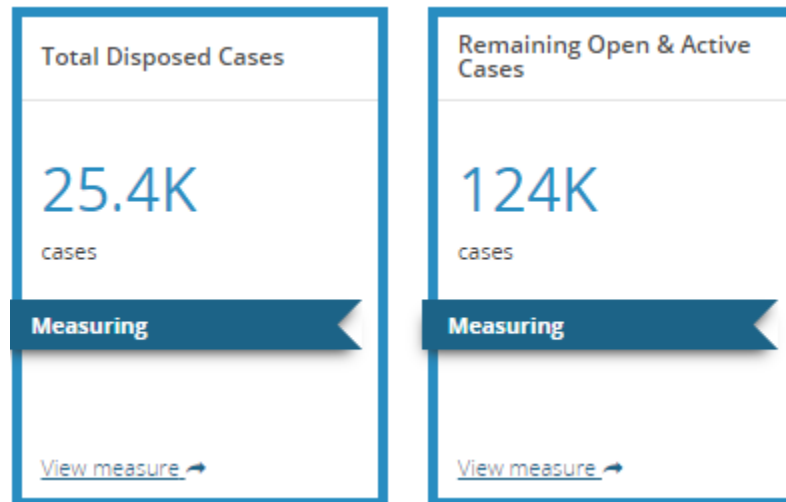 Total Disposed Cases
25.4K
cases
Measuring
View measure
Remaining Open & Active
Cases
124K
cases
Measuring
View measure